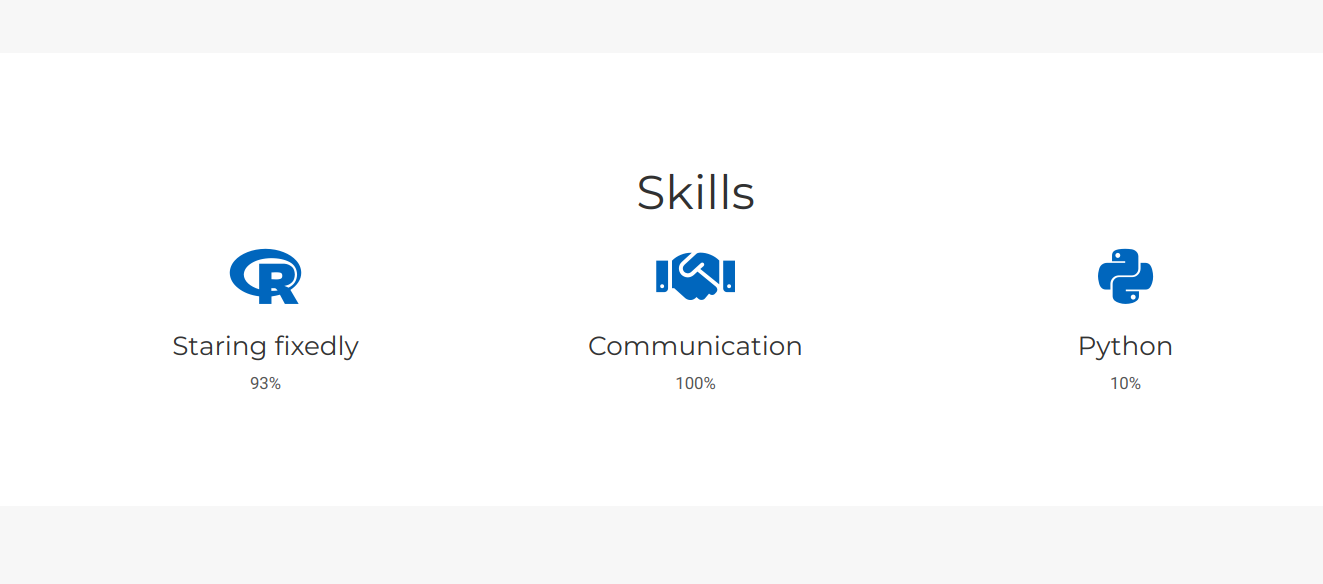 Skills
R
Staring fixedly
Communication
Python
93%
100%
10%